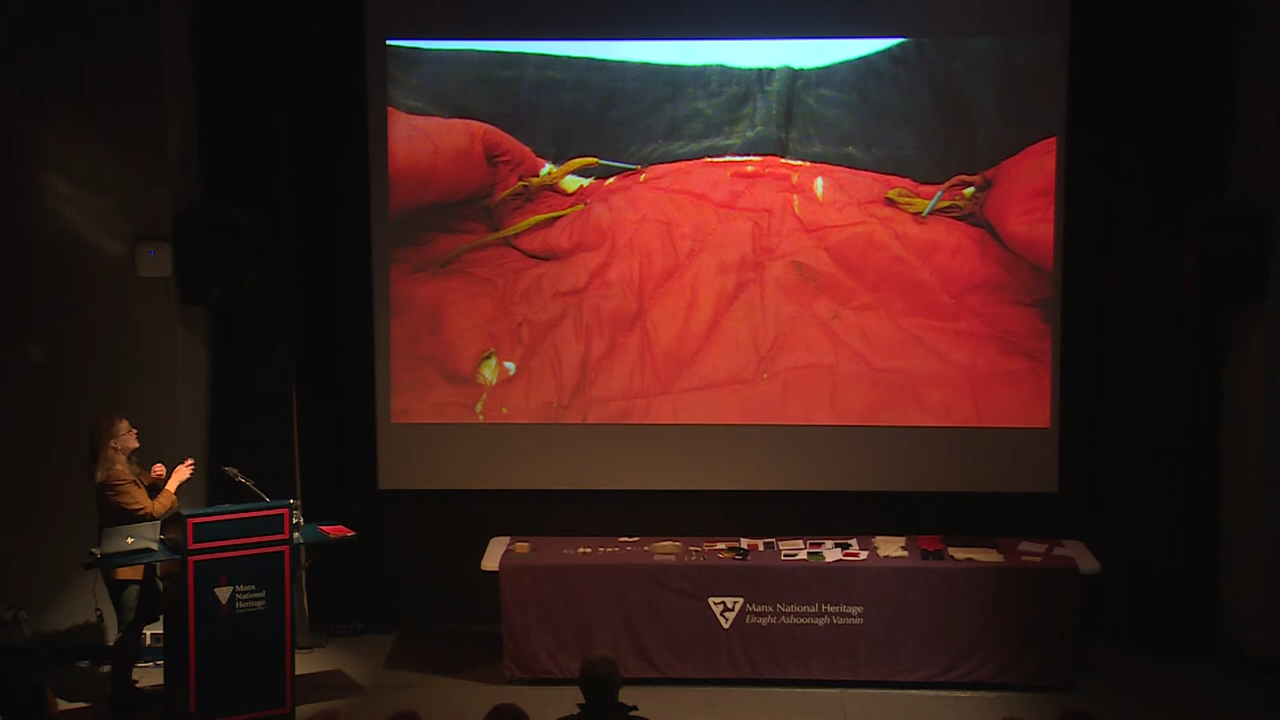 Manx
National
Heritage
Manx National Heritage
Eiraght Ashoonagh Vannin